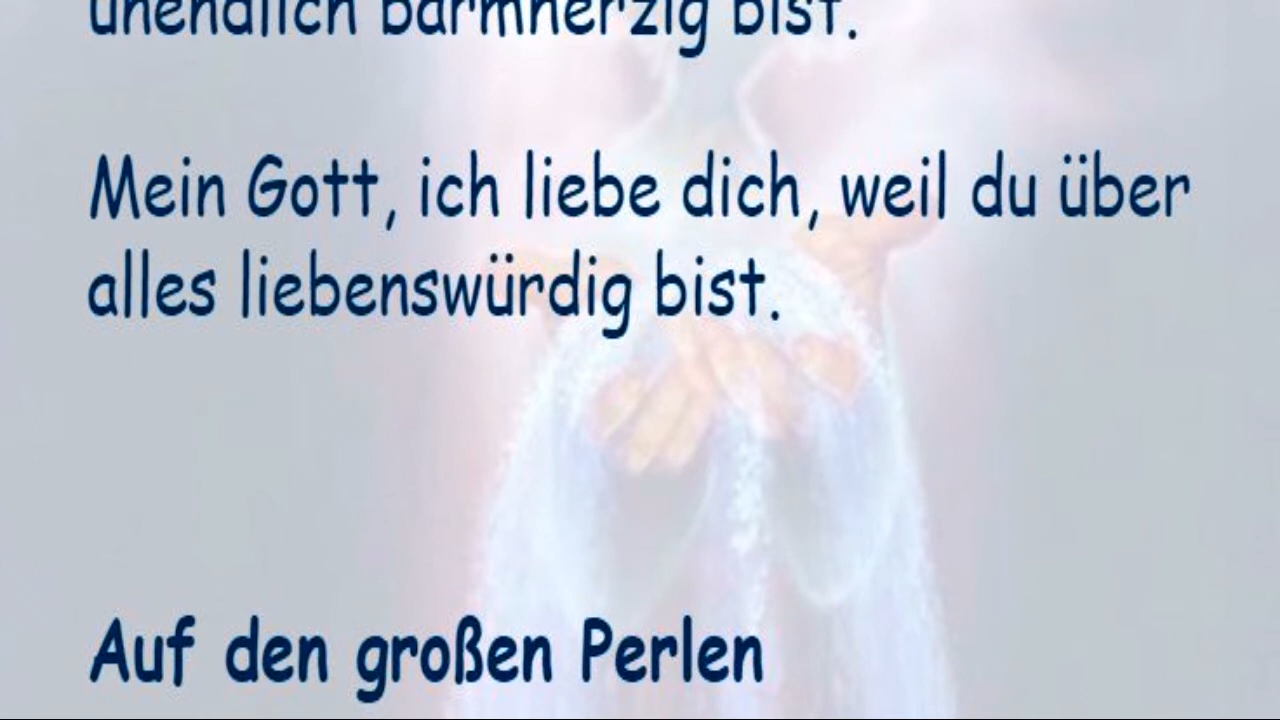 unendlich barmherzig bist.
Mein Gott, ich liebe dich, weil du über
alles liebenswürdig bist.
Auf den großen Perlen